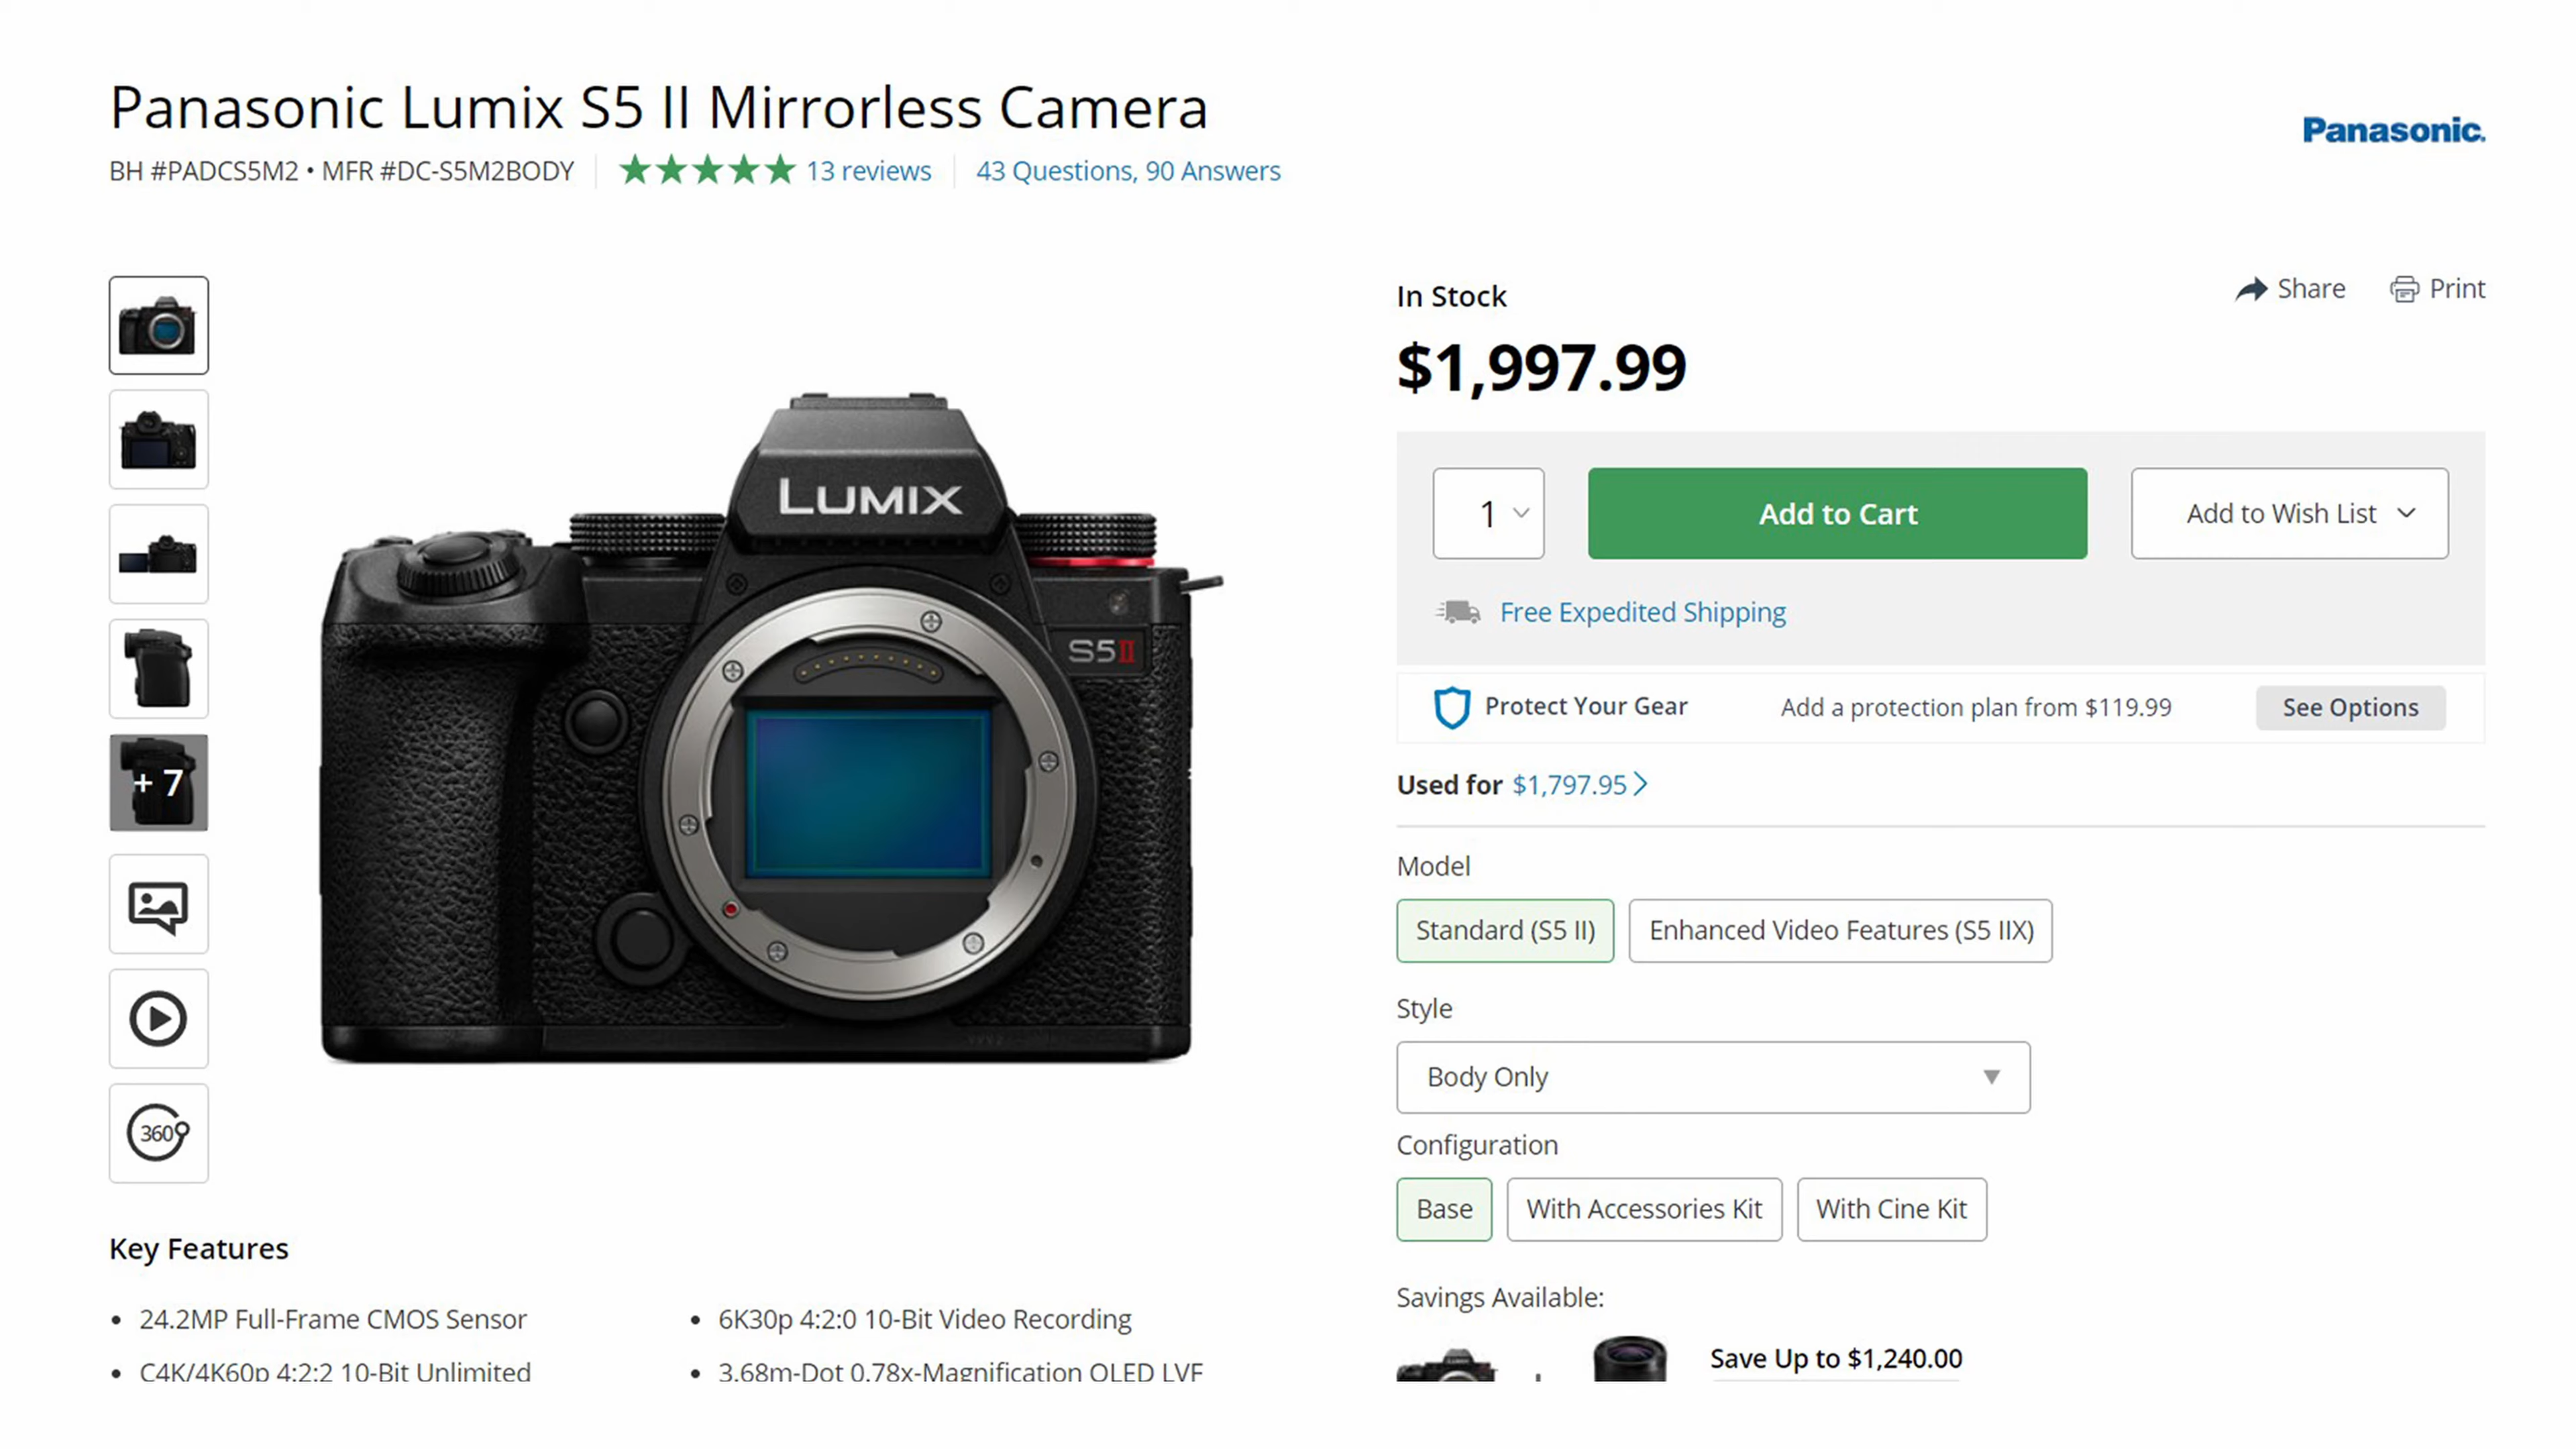 Panasonic Lumix S5 II Mirrorless Camera
Panasonic
BH #PADCS5M2 • MFR #DC-S5M2BODY
13 reviews
43 Questions, 90 Answers
In Stock
Share
Print
$1,997.99
LUMIX
S5II
1
Add to Cart
Add to Wish List
Free Expedited Shipping
Protect Your Gear
Add a protection plan from $119.99
See Options
Used for $1,797.95
+ 7
Model
Standard (S5 II)
Enhanced Video Features (S5 IIX)
Style
Body Only
Configuration
360
Base
With Accessories Kit
With Cine Kit
Key Features
Savings Available:
24.2MP Full-Frame CMOS Sensor
6K30p 4:2:0 10-Bit Video Recording
Save Up to $1,240.00
C4K/4K60p 4:2:2 10-Bit Unlimited
3.68m-Dot 0.78x-Magnification OLED LVF